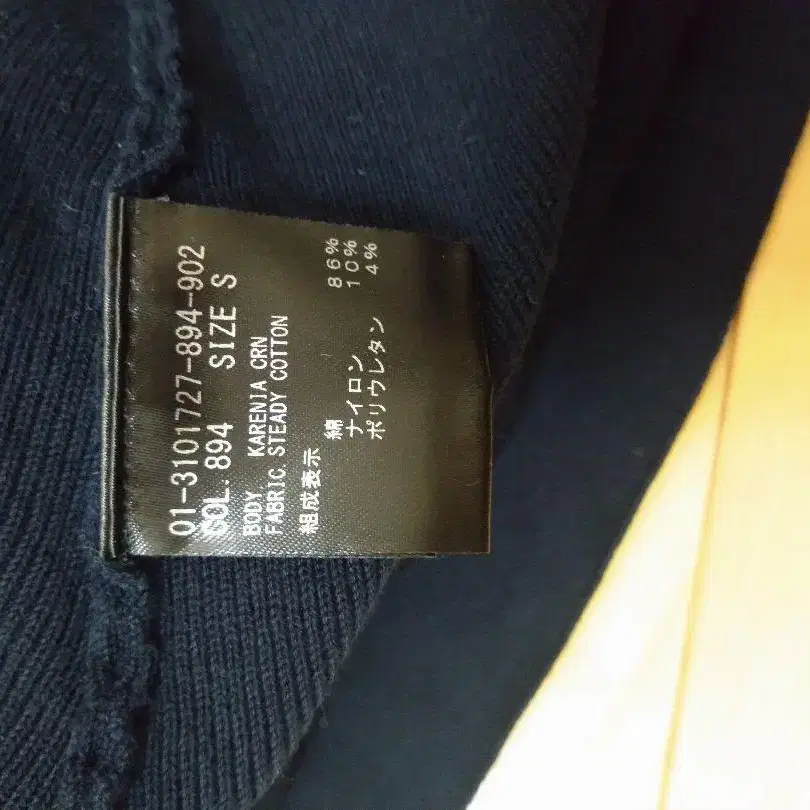 01-3101727-894-902
COL.894 SIZE S
BODY KARENIA CRN
FABRIC STEADY COTTON
組成表示
綿 86%
ナイロン 10%
ポリウレタン 4%